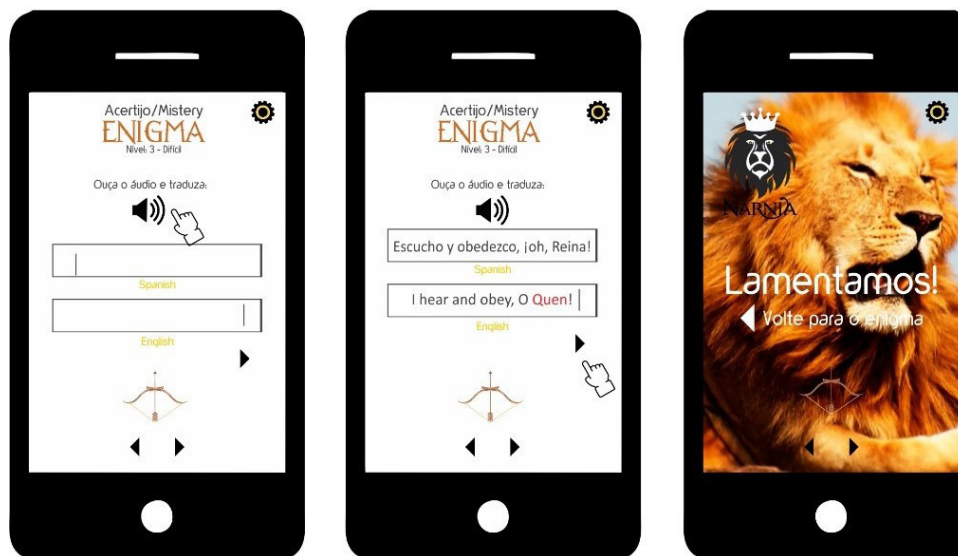 Acertijo/Mistery
ENIGMA
Nível: 3 - Difícil
Ouça o áudio e traduza:
Spanish
English
Acertijo/Mistery
ENIGMA
Nível: 3 - Difícil
Ouça o áudio e traduza:
Escucho y obedezco, ¡oh, Reina!
Spanish
I hear and obey, O Quen!
English
NARNIA
Lamentamos!
Volte para o enigma